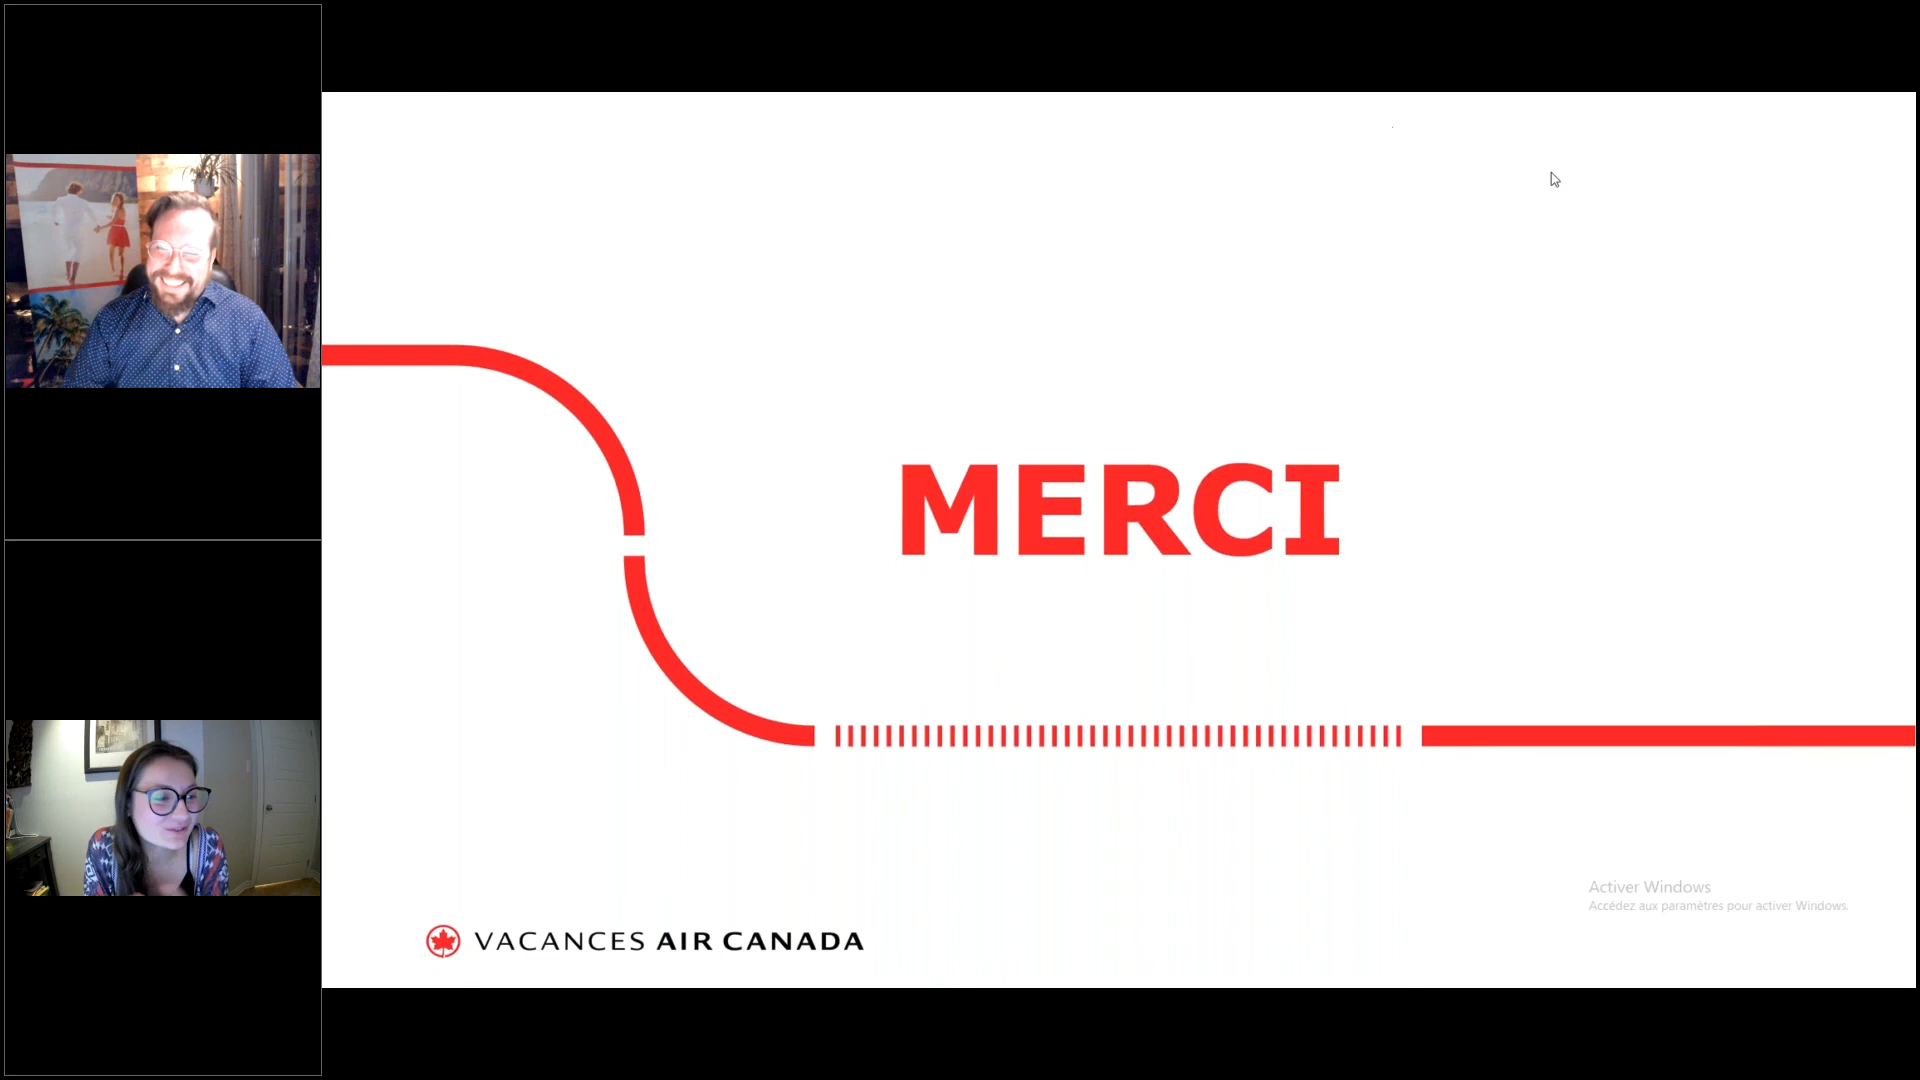 MERCI
Activer Windows
Accédez aux paramètres pour activer Windows.
VACANCES AIR CANADA